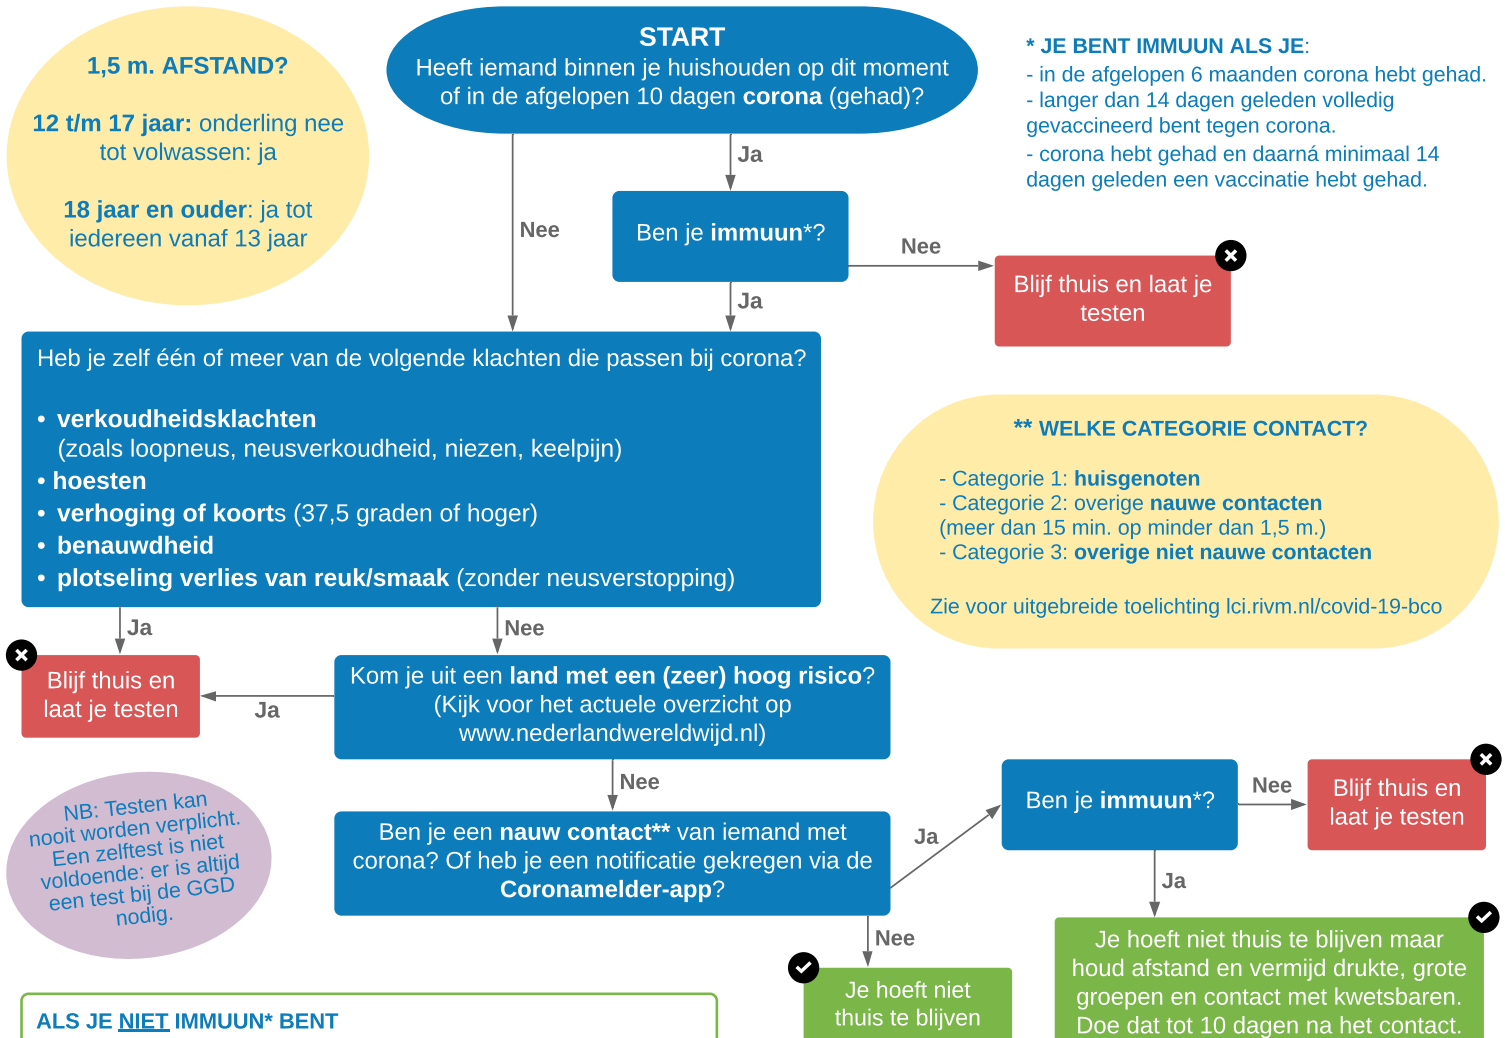 1,5 m. AFSTAND?
12 t/m 17 jaar: onderling nee
tot volwassen: ja
18 jaar en ouder: ja tot
iedereen vanaf 13 jaar
START
Heeft iemand binnen je huishouden op dit moment
of in de afgelopen 10 dagen corona (gehad)?
* JE BENT IMMUUN ALS JE:
- in de afgelopen 6 maanden corona hebt gehad.
- langer dan 14 dagen geleden volledig
gevaccineerd bent tegen corona.
- corona hebt gehad en daarná minimaal 14
dagen geleden een vaccinatie hebt gehad.
Ja
Nee
Ben je immuun*?
Nee
Blijf thuis en laat je
testen
Ja
Heb je zelf één of meer van de volgende klachten die passen bij corona?
• verkoudheidsklachten
(zoals loopneus, neusverkoudheid, niezen, keelpijn)
• hoesten
• verhoging of koorts (37,5 graden of hoger)
• benauwdheid
• plotseling verlies van reuk/smaak (zonder neusverstopping)
** WELKE CATEGORIE CONTACT?
- Categorie 1: huisgenoten
- Categorie 2: overige nauwe contacten
(meer dan 15 min. op minder dan 1,5 m.)
- Categorie 3: overige niet nauwe contacten
Zie voor uitgebreide toelichting lci.rivm.nl/covid-19-bco
Ja
Nee
Blijf thuis en
laat je testen
Ja
Kom je uit een land met een (zeer) hoog risico?
(Kijk voor het actuele overzicht op
www.nederlandwereldwijd.nl)
Nee
NB: Testen kan
nooit worden verplicht.
Een zelftest is niet
voldoende: er is altijd
een test bij de GGD
nodig.
Ben je een nauw contact** van iemand met
corona? Of heb je een notificatie gekregen via de
Coronamelder-app?
Ja
Ben je immuun*?
Nee
Blijf thuis en
laat je testen
Ja
Nee
Je hoeft niet
thuis te blijven
Je hoeft niet thuis te blijven maar
houd afstand en vermijd drukte, grote
groepen en contact met kwetsbaren.
Doe dat tot 10 dagen na het contact.
ALS JE NIET IMMUUN* BENT